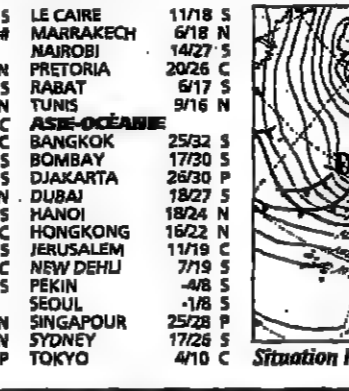 S LE CAIRE 11/18 S
# MARRAKECH 6/18 N
NAIROBI 14/27 S
N PRETORIA 20/26 C
S RABAT 6/17 S
N TUNIS 9/16 N
C ASIE-OCÉANIE
C BANGKOK 25/32 S
S BOMBAY 17/30 S
S DJAKARTA 26/30 P
N DUBAI 18/27 S
S HANOI 18/24 N
C HONGKONG 16/22 N
S JERUSALEM 11/19 C
C NEW DEHLI 7/19 S
S PEKIN -4/8 S
SEOUL -1/8 S
N SINGAPOUR 25/28 P
N SYDNEY 17/26 S
P TOKYO 4/10 C
Situation